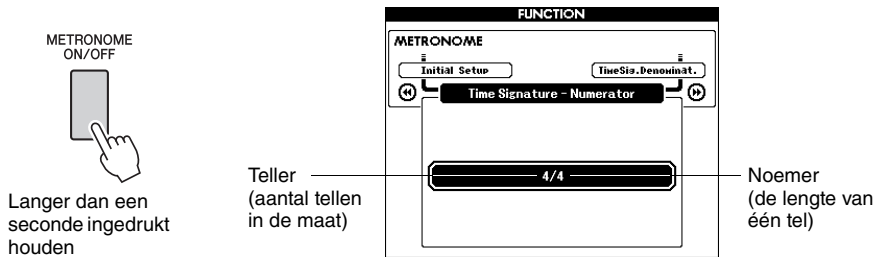 METRONOME
ON/OFF
Langer dan een
seconde ingedrukt
houden
FUNCTION
METRONOME
Initial Setup
TimeSig.Denominat.
Time Signature - Numerator
4/4
Teller
(aantal tellen
in de maat)
Noemer
(de lengte van
één tel)